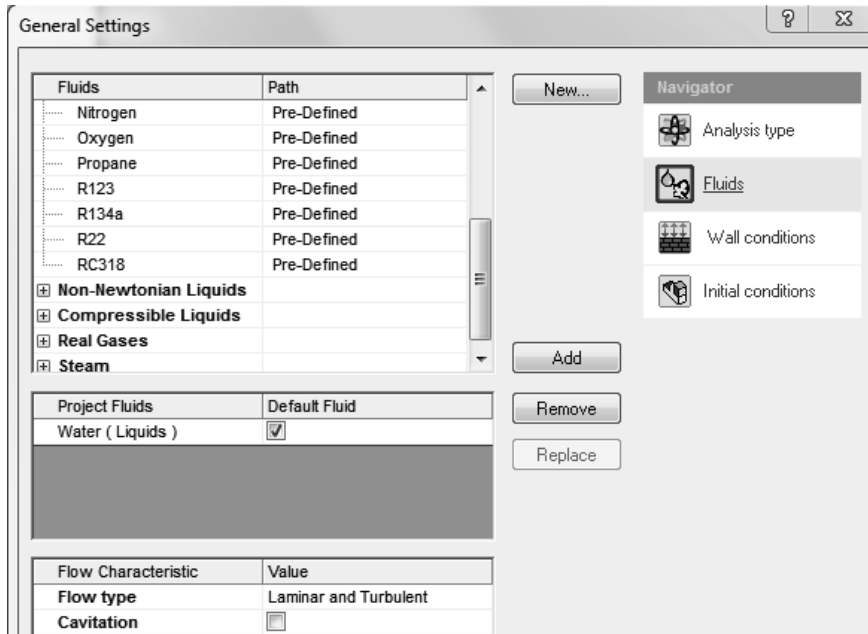 General Settings
Fluids Path
Nitrogen Pre-Defined
Oxygen Pre-Defined
Propane Pre-Defined
R123 Pre-Defined
R134a Pre-Defined
R22 Pre-Defined
RC318 Pre-Defined
Non-Newtonian Liquids
Compressible Liquids
Real Gases
Steam
New...
Add
Project Fluids Default Fluid
Water ( Liquids )
Remove
Replace
Flow Characteristic Value
Flow type Laminar and Turbulent
Cavitation
Navigator
Analysis type
Fluids
Wall conditions
Initial conditions